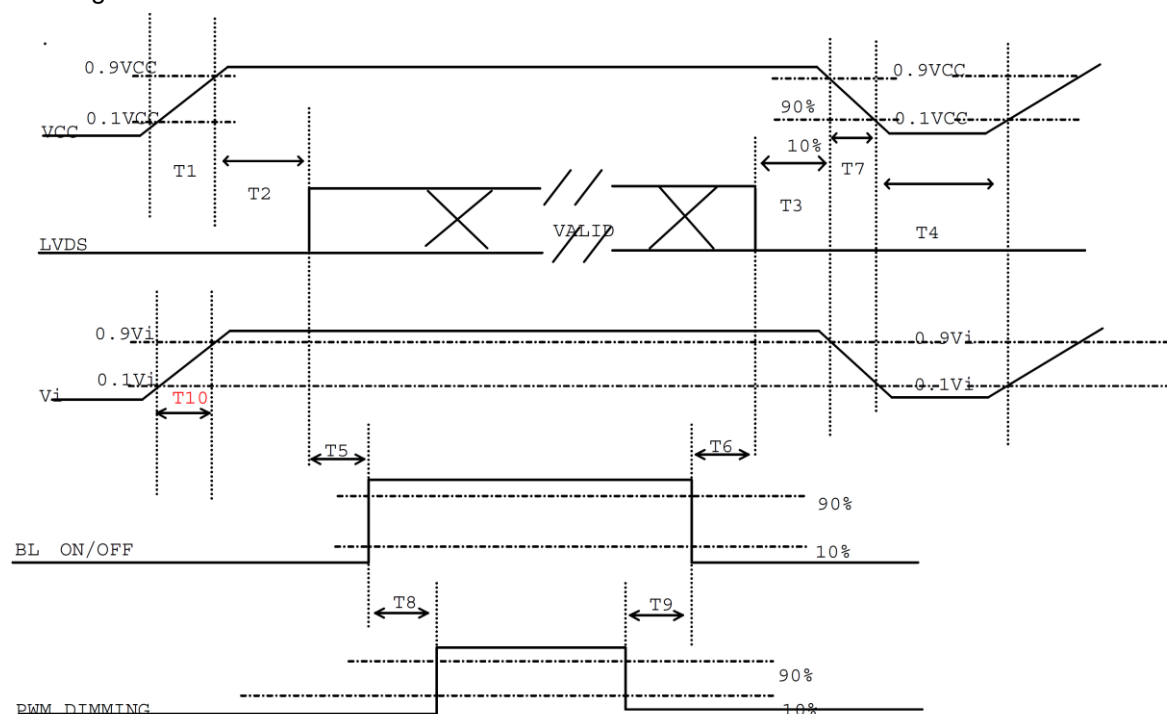 0.9VCC
0.9VCC
90%
0.1VCC
0.1VCC
VCC
10%
T1
T7
T2
T3
LVDS
VALID
T4
0.9Vi
0.9Vi
0.1Vi
0.1Vi
Vi
T10
T5
T6
90%
BL ON/OFF
10%
T8
T9
90%
PWM DIMMING
10%